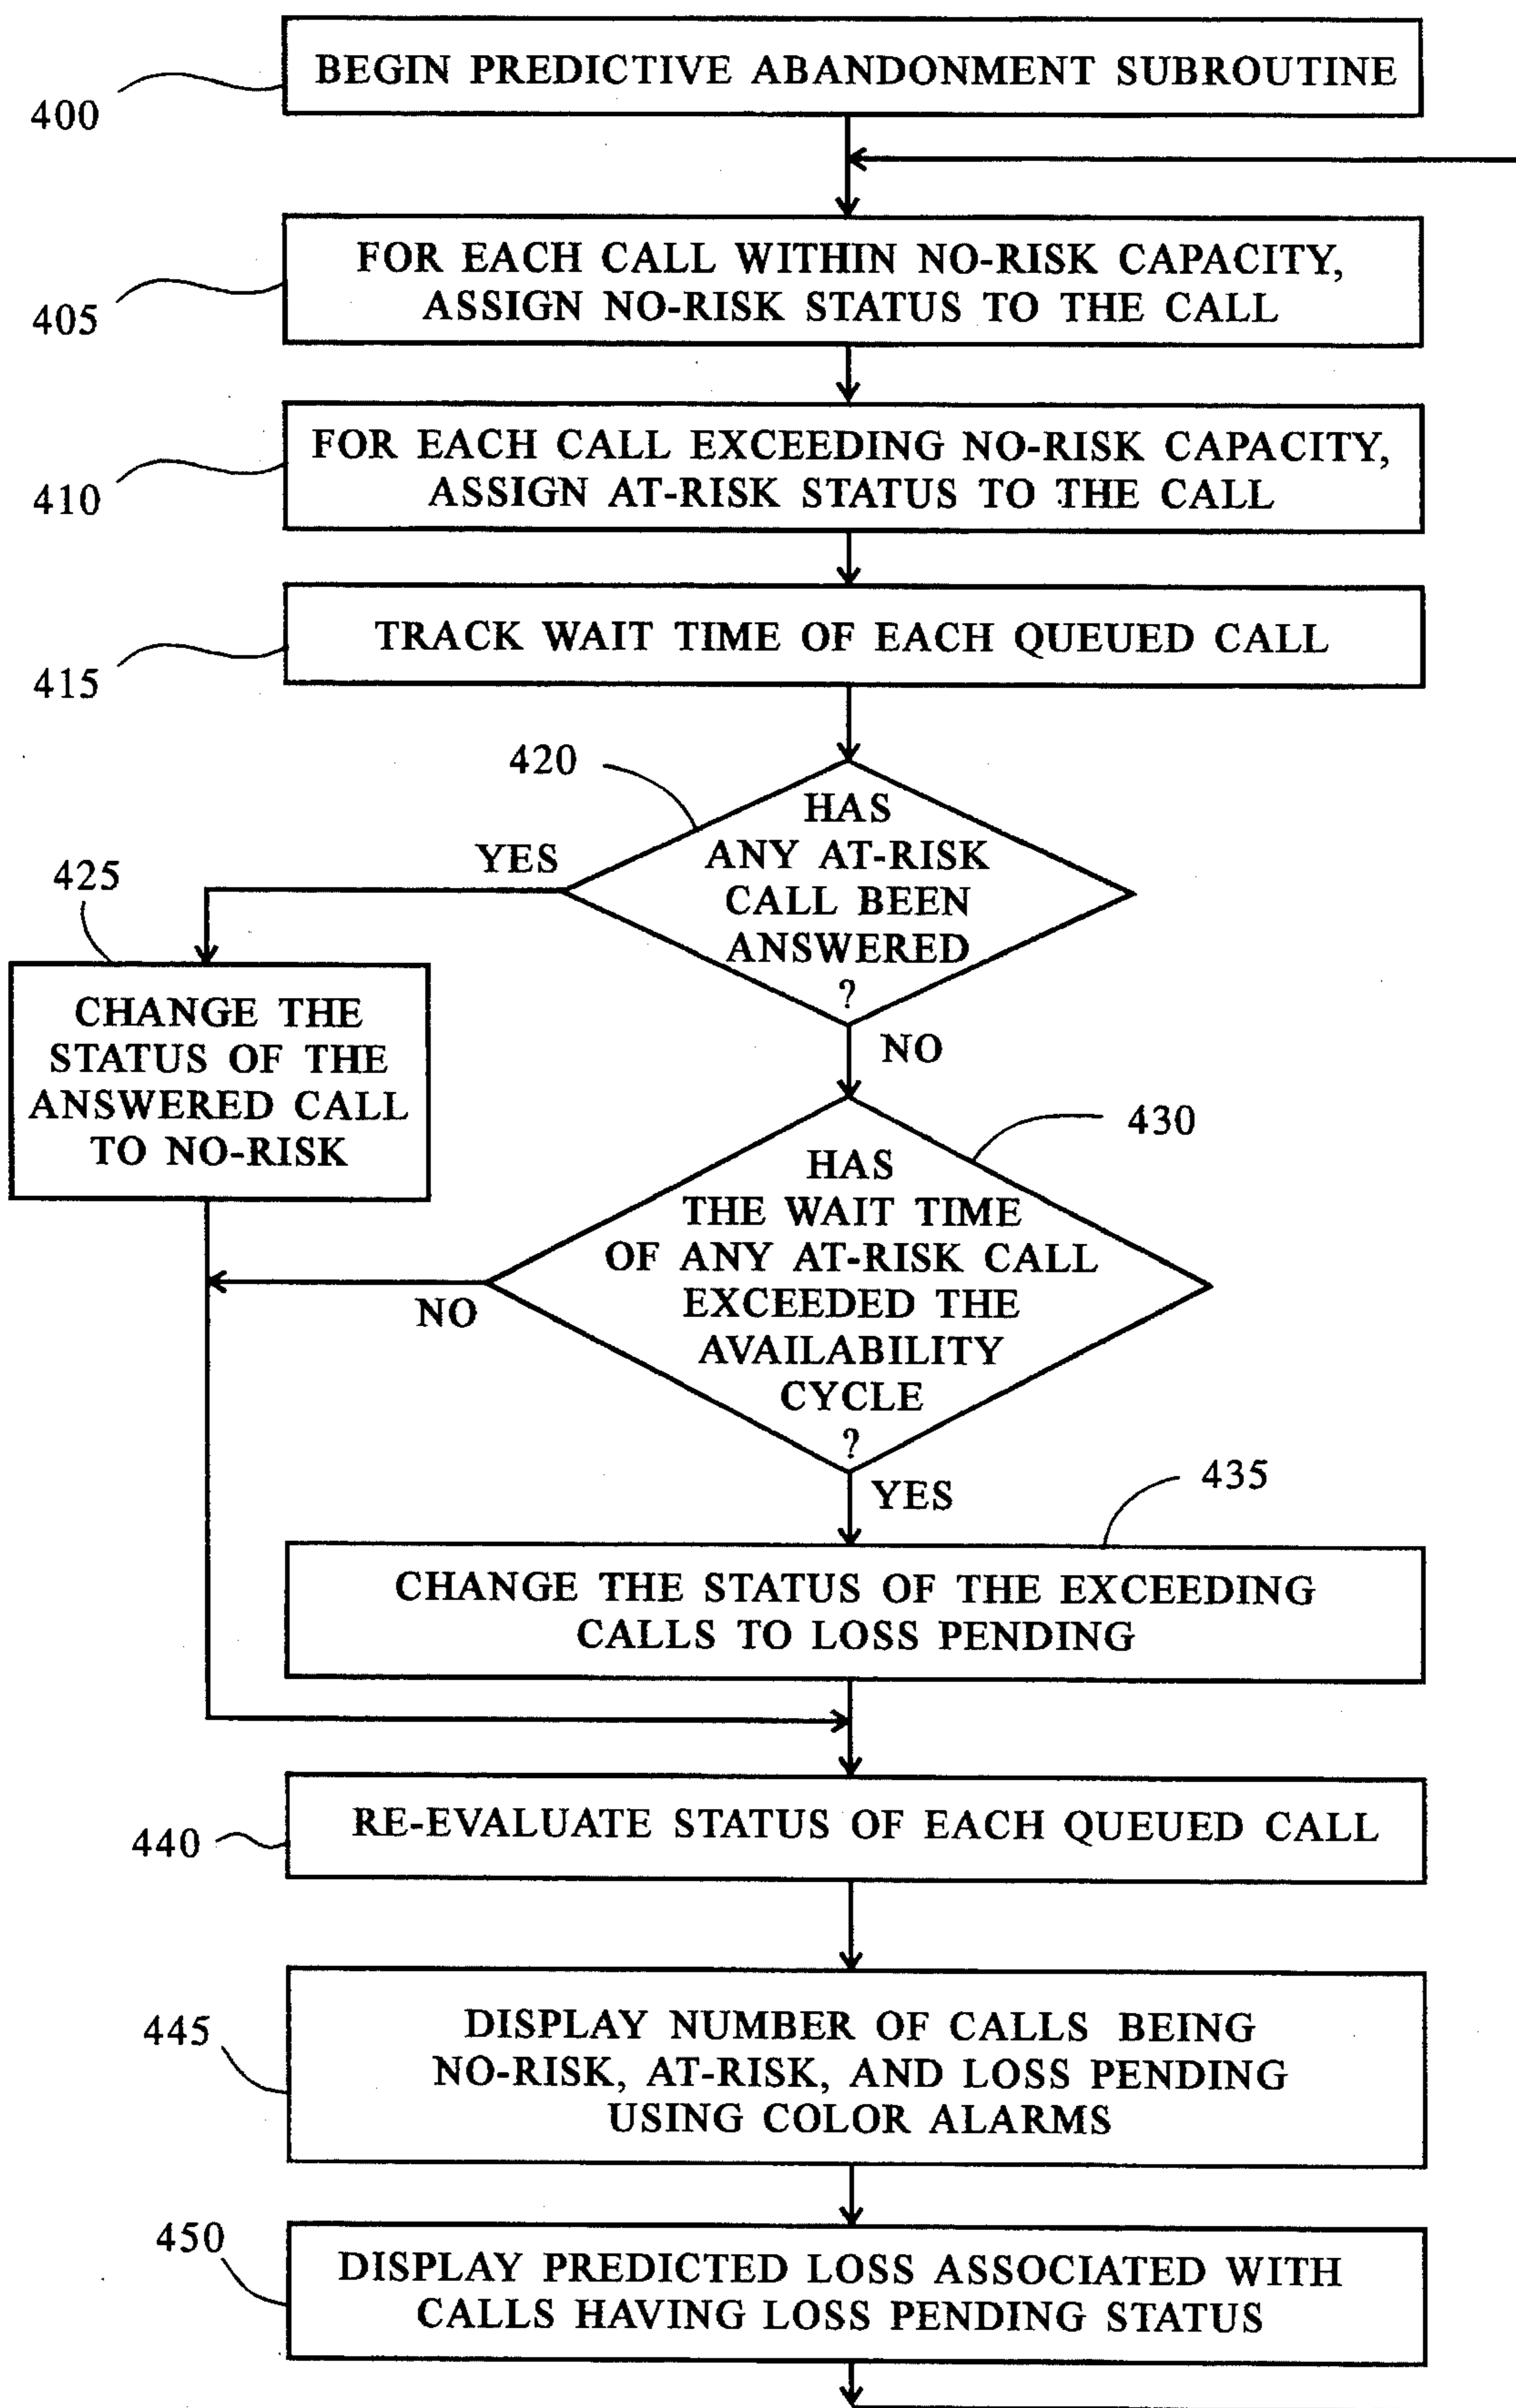 BEGIN PREDICTIVE ABANDONMENT SUBROUTINE
400
FOR EACH CALL WITHIN NO-RISK CAPACITY,
ASSIGN NO-RISK STATUS TO THE CALL
405
FOR EACH CALL EXCEEDING NO-RISK CAPACITY,
ASSIGN AT-RISK STATUS TO THE CALL
410
TRACK WAIT TIME OF EACH QUEUED CALL
415
420
HAS
ANY AT-RISK
CALL BEEN
ANSWERED
?
YES
NO
425
CHANGE THE
STATUS OF THE
ANSWERED CALL
TO NO-RISK
430
HAS
THE WAIT TIME
OF ANY AT-RISK CALL
EXCEEDED THE
AVAILABILITY
CYCLE
?
NO
YES
435
CHANGE THE STATUS OF THE EXCEEDING
CALLS TO LOSS PENDING
440
RE-EVALUATE STATUS OF EACH QUEUED CALL
445
DISPLAY NUMBER OF CALLS BEING
NO-RISK, AT-RISK, AND LOSS PENDING
USING COLOR ALARMS
450
DISPLAY PREDICTED LOSS ASSOCIATED WITH
CALLS HAVING LOSS PENDING STATUS